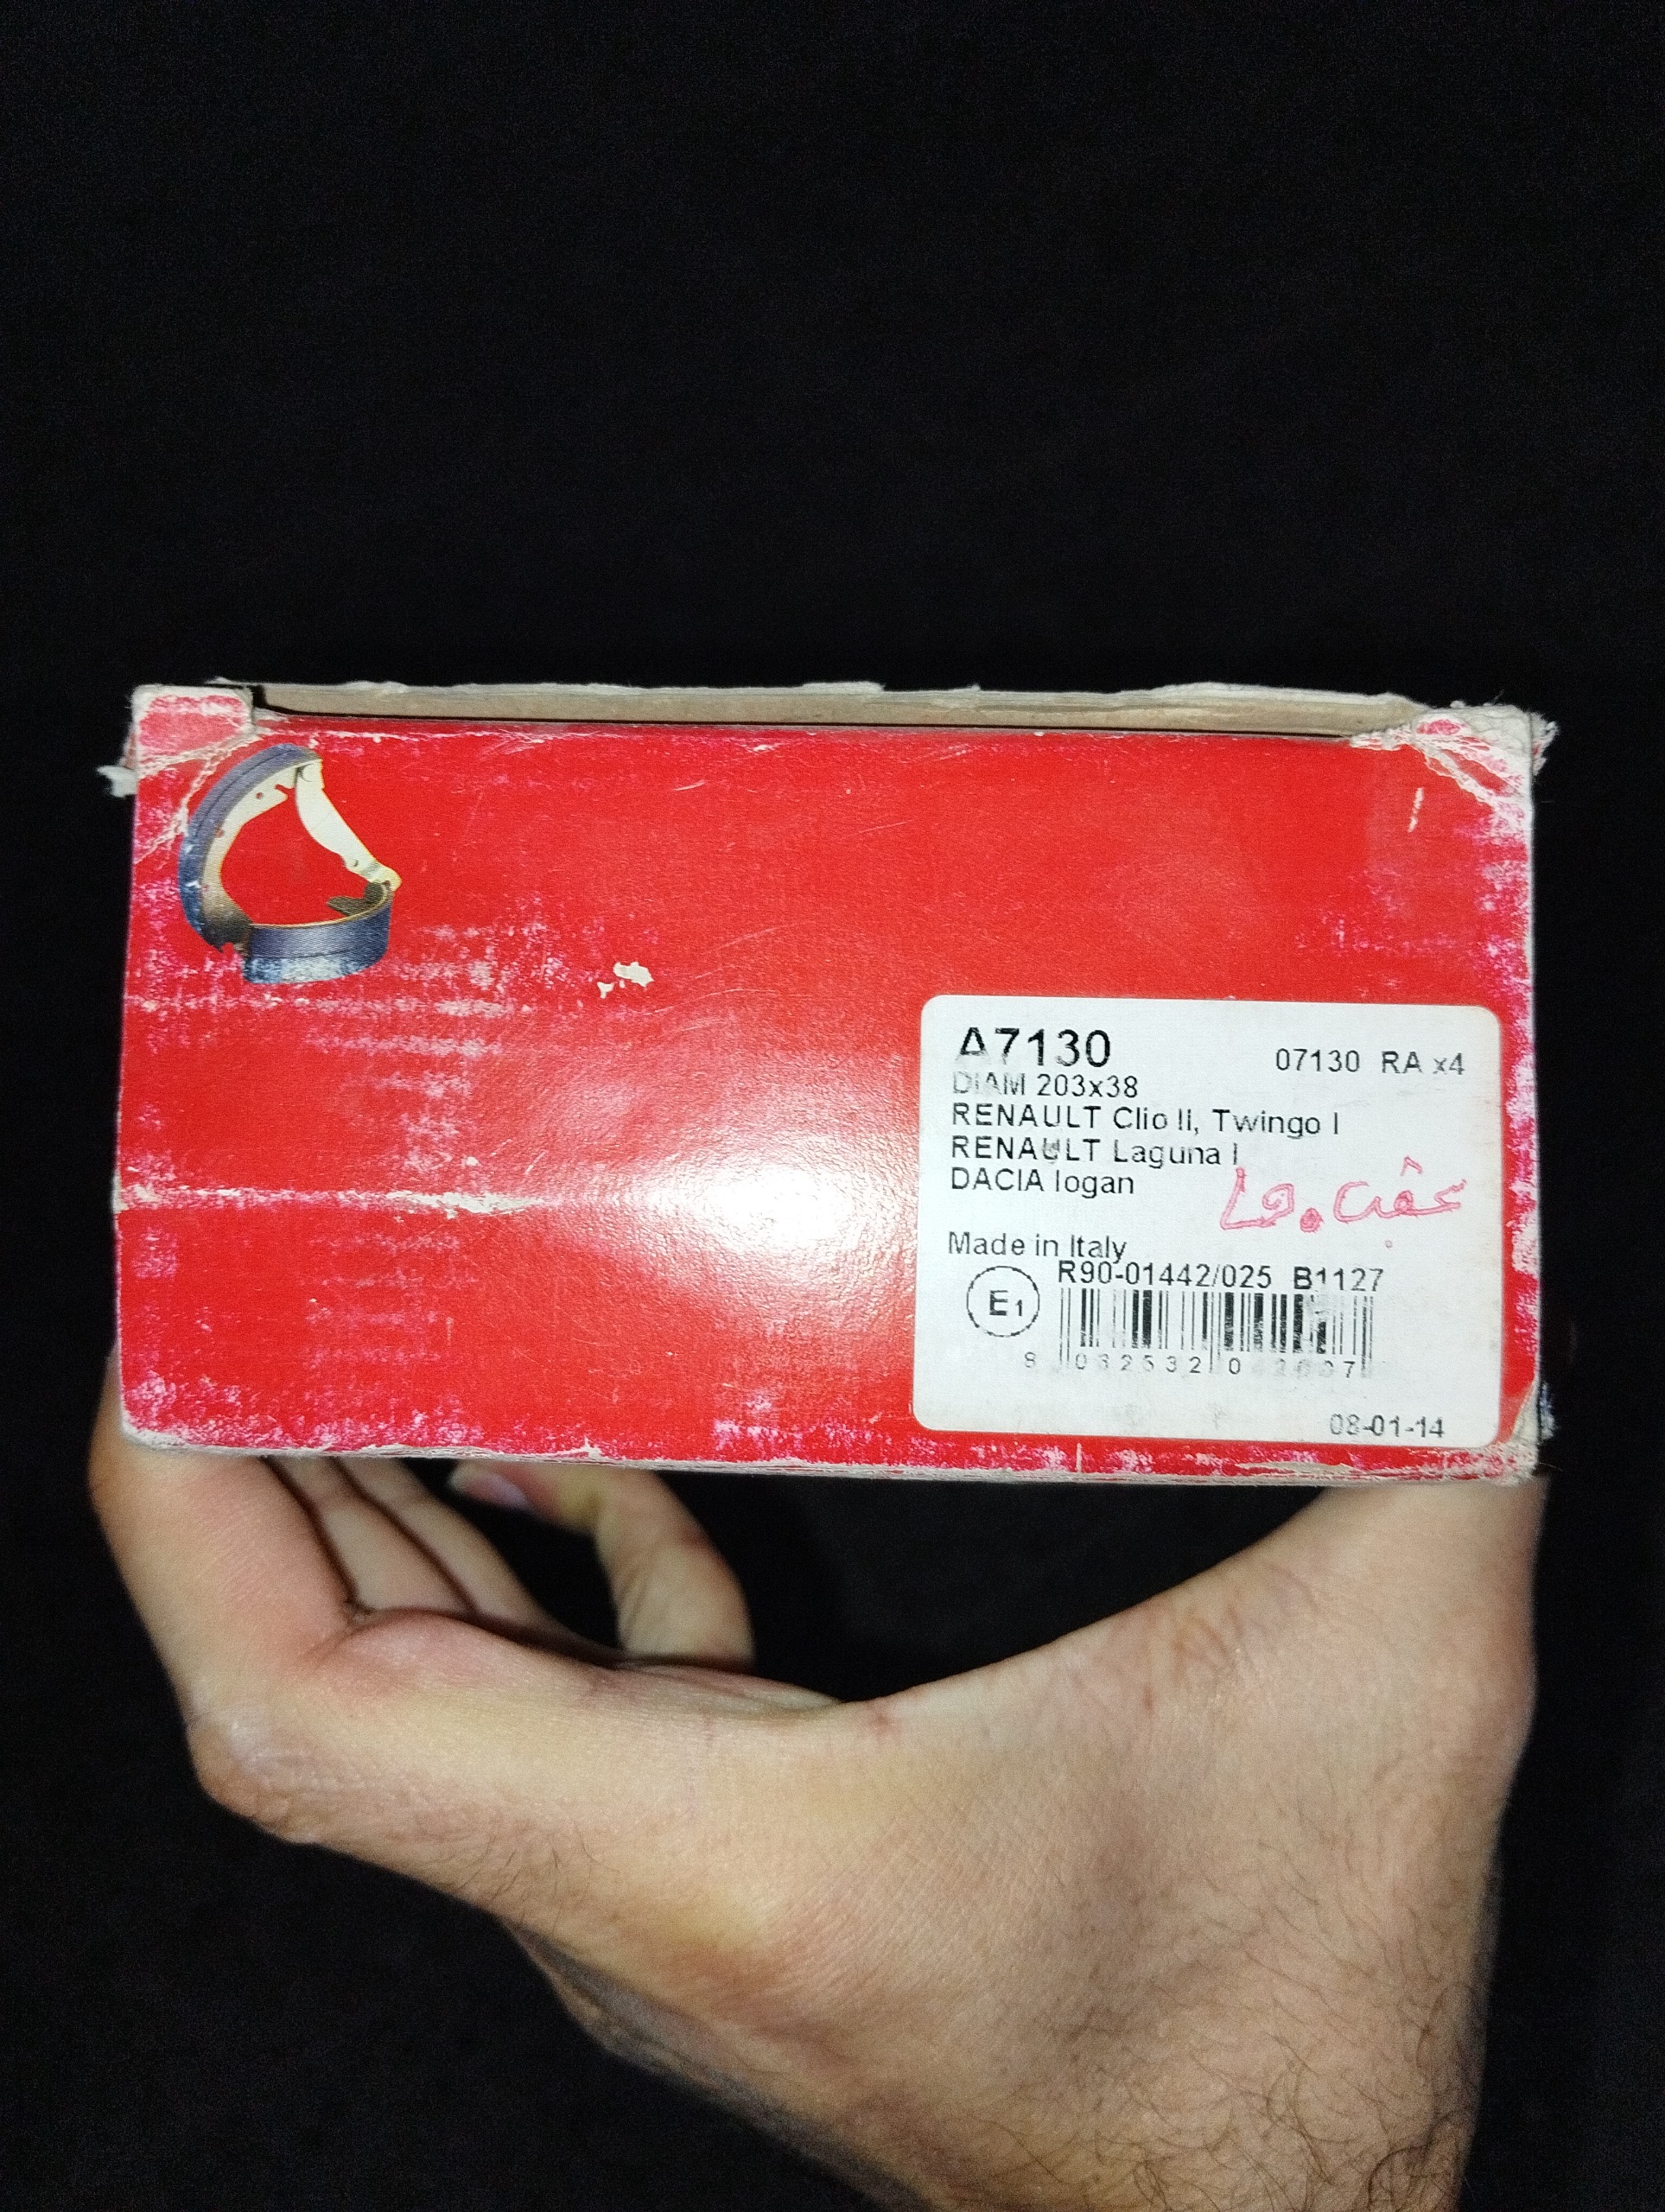 A7130
07130 RA x4
DIAM 203x38
RENAULT Clio II, Twingo I
RENAULT Laguna I
DACIA logan
Made in Italy
R90-01442/025 B1127
E1
08-01-14